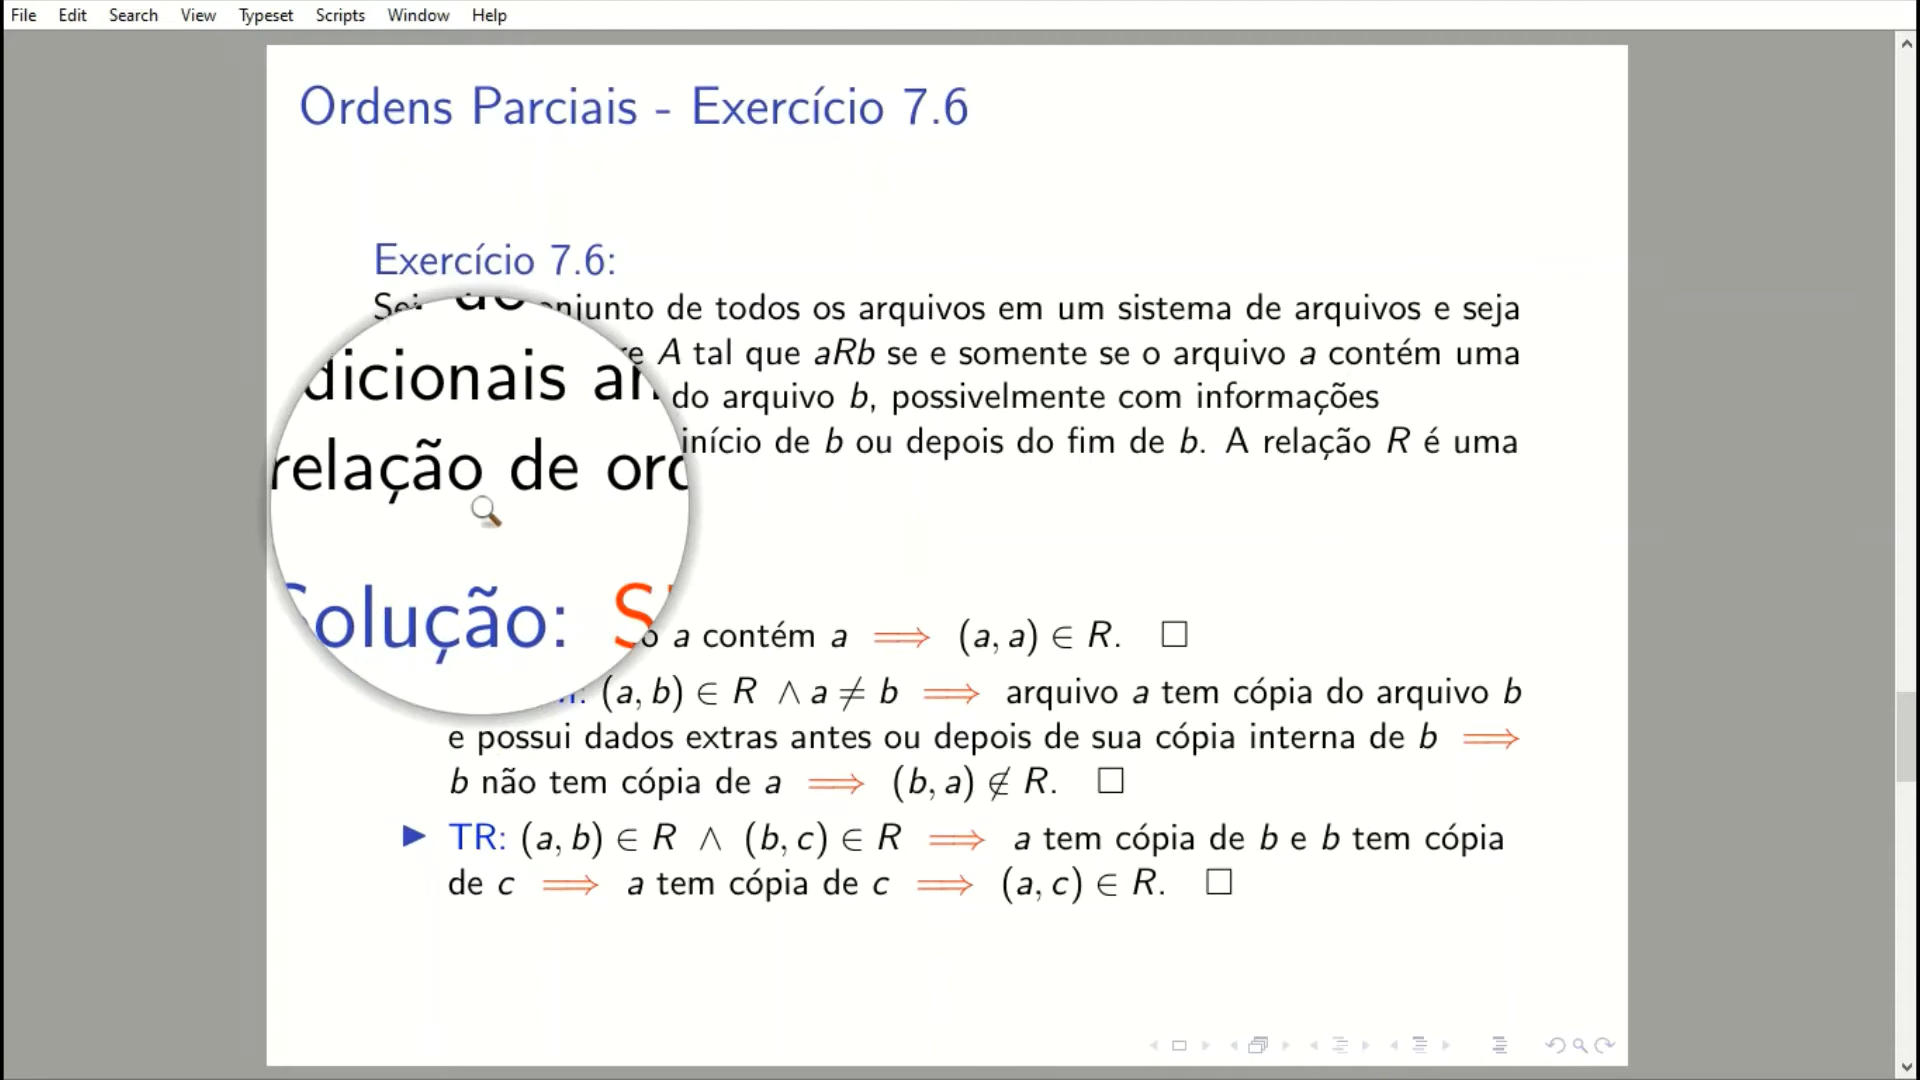 File Edit Search View Typeset Scripts Window Help
Ordens Parciais - Exercício 7.6
Exercício 7.6:
conjunto de todos os arquivos em um sistema de arquivos e seja
A tal que aRb se e somente se o arquivo a contém uma
do arquivo b, possivelmente com informações
dicionais an
início de b ou depois do fim de b. A relação R é uma
relação de ord
Solução:
a contém a ⟹ (a, a) ∈ R. □
(a, b) ∈ R ∧ a ≠ b ⟹ arquivo a tem cópia do arquivo b
e possui dados extras antes ou depois de sua cópia interna de b ⟹
b não tem cópia de a ⟹ (b, a) ∉ R. □
TR: (a, b) ∈ R ∧ (b, c) ∈ R ⟹ a tem cópia de b e b tem cópia
de c ⟹ a tem cópia de c ⟹ (a, c) ∈ R. □